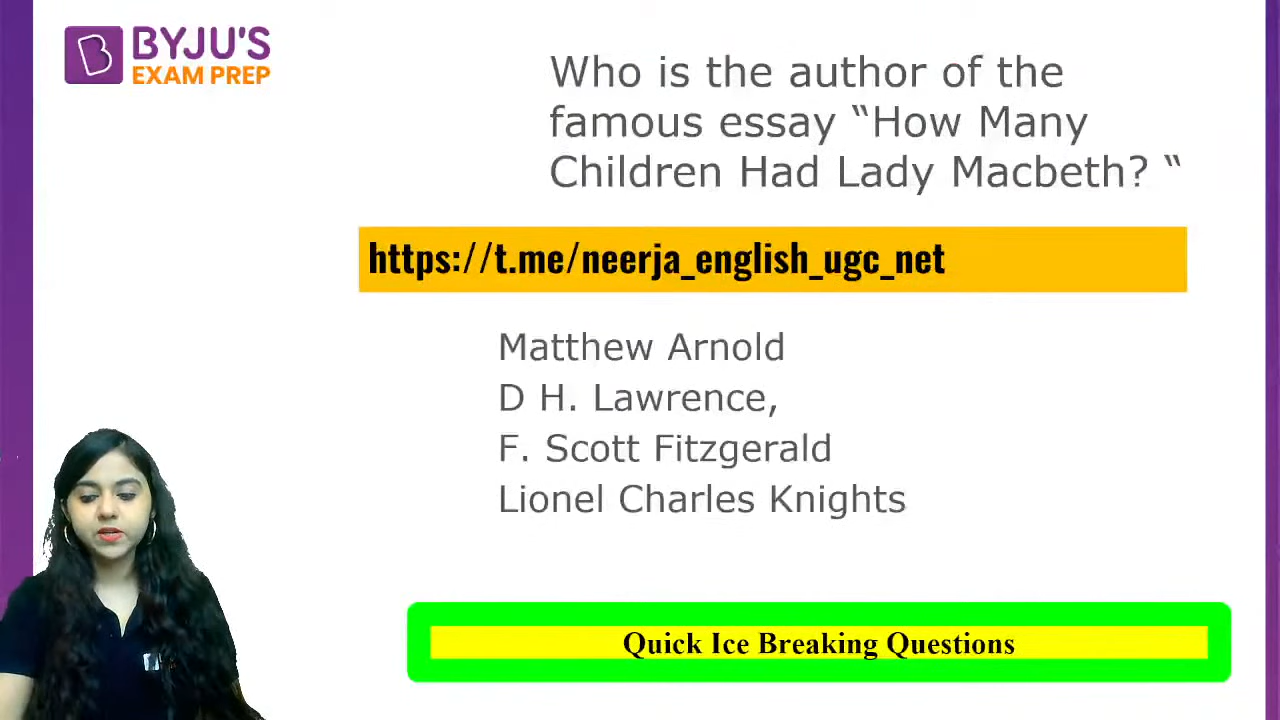 BYJU'S
EXAM PREP
Who is the author of the
famous essay “How Many
Children Had Lady Macbeth? “
https://t.me/neerja_english_ugc_net
Matthew Arnold
D H. Lawrence,
F. Scott Fitzgerald
Lionel Charles Knights
Quick Ice Breaking Questions